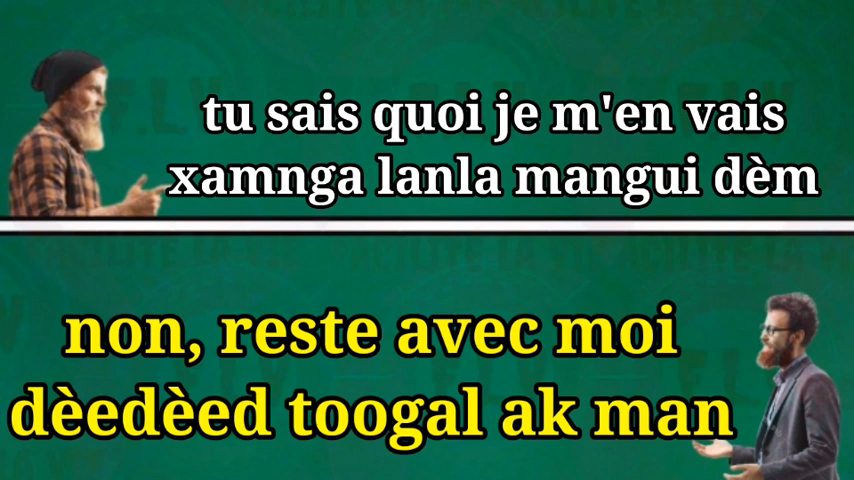 tu sais quoi je m'en vais
xamnga lanla mangui dèm
non, reste avec moi
dèedèed toogal ak man